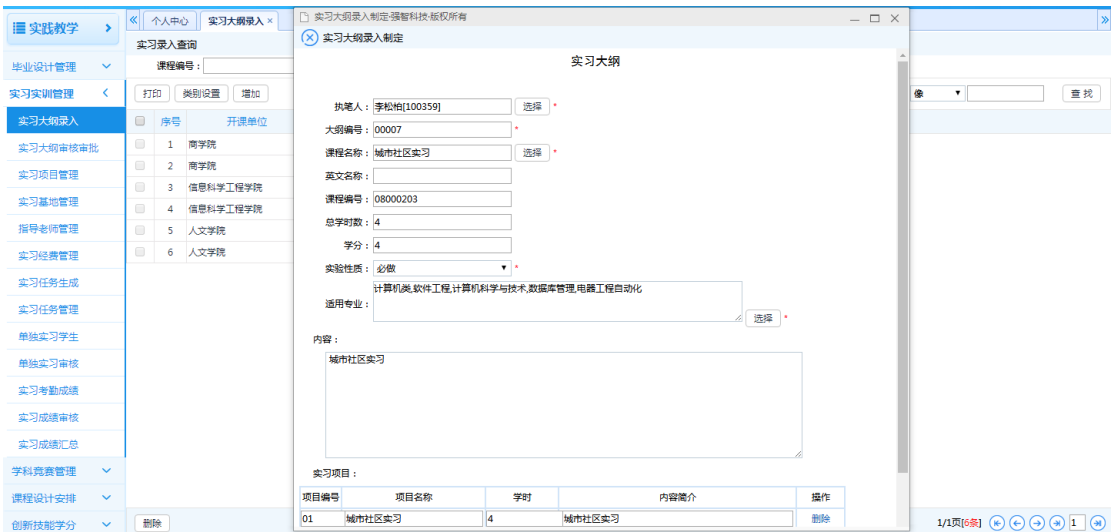 实践教学
毕业设计管理
实习实训管理
实习大纲录入
实习大纲审核审批
实习项目管理
实习基地管理
指导老师管理
实习经费管理
实习任务生成
实习任务管理
单独实习学生
单独实习审核
实习考勤成绩
实习成绩审核
实习成绩汇总
学科竞赛管理
课程设计安排
创新技能学分
个人中心 实习大纲录入 ×
实习录入查询
课程编号：
打印 类别设置 增加
序号 开课单位
1 商学院
2 商学院
3 信息科学工程学院
4 信息科学工程学院
5 人文学院
6 人文学院
删除
实习大纲录入制定-强智科技-版权所有
实习大纲录入制定
实习大纲
执笔人：李松柏[100359] 选择 *
大纲编号：00007 *
课程名称：城市社区实习 选择 *
英文名称：
课程编号：08000203
总学时数：4
学分：4
实验性质：必做 *
适用专业：计算机类,软件工程,计算机科学与技术,数据库管理,电器工程自动化 选择 *
内容：
城市社区实习
实习项目：
项目编号 项目名称 学时 内容简介 操作
01 城市社区实习 4 城市社区实习 删除
像 查 找
1/1页[6条] 1